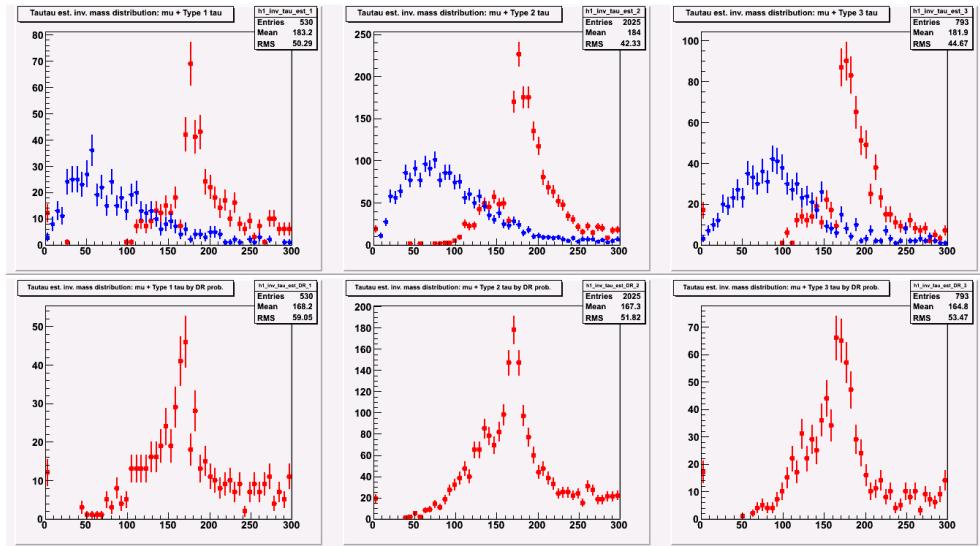 Tautau est. inv. mass distribution: mu + Type 1 tau
h1_inv_tau_est_1
Entries 530
Mean 183.2
RMS 50.29
80
70
60
50
40
30
20
10
0
0 50 100 150 200 250 300
Tautau est. inv. mass distribution: mu + Type 2 tau
h1_inv_tau_est_2
Entries 2025
Mean 184
RMS 42.33
250
200
150
100
50
0
0 50 100 150 200 250 300
Tautau est. inv. mass distribution: mu + Type 3 tau
h1_inv_tau_est_3
Entries 793
Mean 181.9
RMS 44.67
100
80
60
40
20
0
0 50 100 150 200 250 300
Tautau est. inv. mass distribution: mu + Type 1 tau by DR prob.
h1_inv_tau_est_DR_1
Entries 530
Mean 168.2
RMS 59.05
50
40
30
20
10
0
0 50 100 150 200 250 300
Tautau est. inv. mass distribution: mu + Type 2 tau by DR prob.
h1_inv_tau_est_DR_2
Entries 2025
Mean 167.3
RMS 51.82
200
180
160
140
120
100
80
60
40
20
0
0 50 100 150 200 250 300
Tautau est. inv. mass distribution: mu + Type 3 tau by DR prob.
h1_inv_tau_est_DR_3
Entries 793
Mean 164.8
RMS 53.47
70
60
50
40
30
20
10
0
0 50 100 150 200 250 300